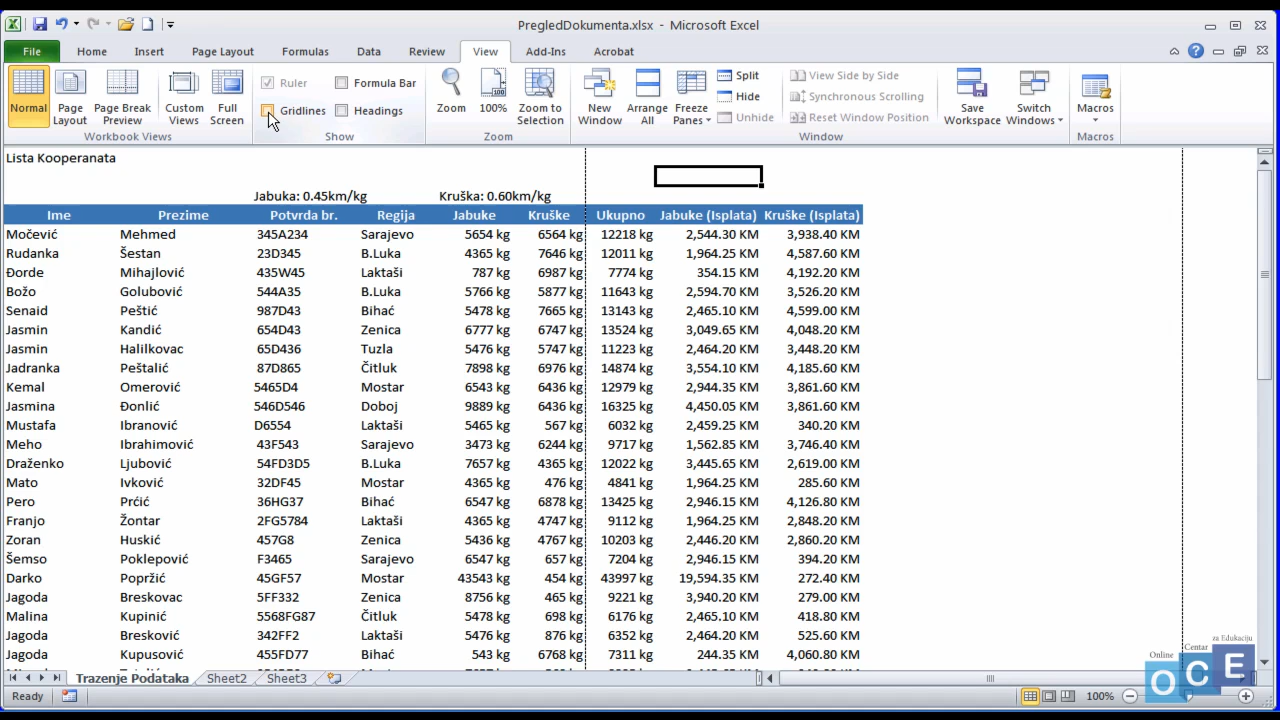 PregledDokumenta.xlsx - Microsoft Excel
File Home Insert Page Layout Formulas Data Review View Add-Ins Acrobat
Normal Page Layout Page Break Preview Custom Views Full Screen
Workbook Views
Ruler Formula Bar
Gridlines Headings
Show
Zoom 100% Zoom to Selection
Zoom
New Window Arrange All Freeze Panes
Split
Hide
Unhide
View Side by Side
Synchronous Scrolling
Reset Window Position
Save Workspace Switch Windows
Window
Macros
Macros
Lista Kooperanata
Jabuka: 0.45km/kg Kruška: 0.60km/kg
Ime Prezime Potvrda br. Regija Jabuke Kruške Ukupno Jabuke (Isplata) Kruške (Isplata)
Močević Mehmed 345A234 Sarajevo 5654 kg 6564 kg 12218 kg 2,544.30 KM 3,938.40 KM
Rudanka Šestan 23D345 B.Luka 4365 kg 7646 kg 12011 kg 1,964.25 KM 4,587.60 KM
Đorde Mihajlović 435W45 Laktaši 787 kg 6987 kg 7774 kg 354.15 KM 4,192.20 KM
Božo Golubović 544A35 B.Luka 5766 kg 5877 kg 11643 kg 2,594.70 KM 3,526.20 KM
Senaid Peštić 987D43 Bihać 5478 kg 7665 kg 13143 kg 2,465.10 KM 4,599.00 KM
Jasmin Kandić 654D43 Zenica 6777 kg 6747 kg 13524 kg 3,049.65 KM 4,048.20 KM
Jasmin Halilkovac 65D436 Tuzla 5476 kg 5747 kg 11223 kg 2,464.20 KM 3,448.20 KM
Jadranka Peštalić 87D865 Čitluk 7898 kg 6976 kg 14874 kg 3,554.10 KM 4,185.60 KM
Kemal Omerović 5465D4 Mostar 6543 kg 6436 kg 12979 kg 2,944.35 KM 3,861.60 KM
Jasmina Đonlić 546D546 Doboj 9889 kg 6436 kg 16325 kg 4,450.05 KM 3,861.60 KM
Mustafa Ibranović D6554 Laktaši 5465 kg 567 kg 6032 kg 2,459.25 KM 340.20 KM
Meho Ibrahimović 43F543 Sarajevo 3473 kg 6244 kg 9717 kg 1,562.85 KM 3,746.40 KM
Draženko Ljubović 54FD3D5 B.Luka 7657 kg 4365 kg 12022 kg 3,445.65 KM 2,619.00 KM
Mato Ivković 32DF45 Mostar 4365 kg 476 kg 4841 kg 1,964.25 KM 285.60 KM
Pero Prćić 36HG37 Bihać 6547 kg 6878 kg 13425 kg 2,946.15 KM 4,126.80 KM
Franjo Žontar 2FG5784 Laktaši 4365 kg 4747 kg 9112 kg 1,964.25 KM 2,848.20 KM
Zoran Huskić 457G8 Zenica 5436 kg 4767 kg 10203 kg 2,446.20 KM 2,860.20 KM
Šemso Poklepović F3465 Sarajevo 6547 kg 657 kg 7204 kg 2,946.15 KM 394.20 KM
Darko Popržić 45GF57 Mostar 43543 kg 454 kg 43997 kg 19,594.35 KM 272.40 KM
Jagoda Breskovac 5FF332 Zenica 8756 kg 465 kg 9221 kg 3,940.20 KM 279.00 KM
Malina Kupinić 5568FG87 Čitluk 5478 kg 698 kg 6176 kg 2,465.10 KM 418.80 KM
Jagoda Bresković 342FF2 Laktaši 5476 kg 876 kg 6352 kg 2,464.20 KM 525.60 KM
Jagoda Kupusović 455FD77 Bihać 543 kg 6768 kg 7311 kg 244.35 KM 4,060.80 KM
Trazenje Podataka Sheet2 Sheet3
Ready 100%
Online Centar za Edukaciju
OCE